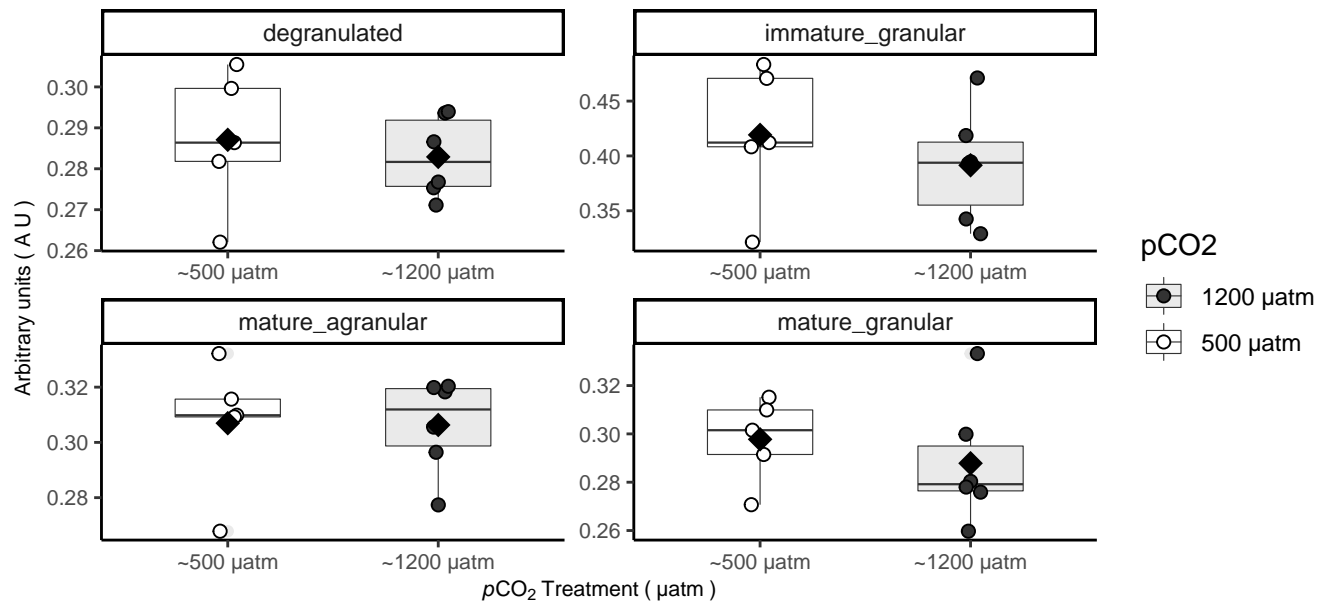 degranulated
immature_granular
0.30
0.29
0.28
0.27
0.26
0.45
0.40
0.35
~500 µatm
~1200 µatm
~500 µatm
~1200 µatm
mature_agranular
mature_granular
0.32
0.30
0.28
0.32
0.30
0.28
0.26
~500 µatm
~1200 µatm
~500 µatm
~1200 µatm
Arbitrary units ( A U )
pCO₂ Treatment ( µatm )
pCO2
1200 µatm
500 µatm